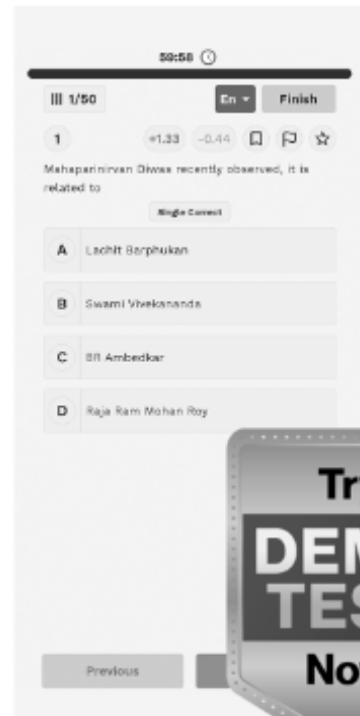 59:58
1/50 En Finish
1 +1.33 -0.44
Mahaparinirvan Diwas recently observed, it is
related to
Single Correct
A Lachit Barphukan
B Swami Vivekananda
C BR Ambedkar
D Raja Ram Mohan Roy
Tr
DEM
TES
No
Previous